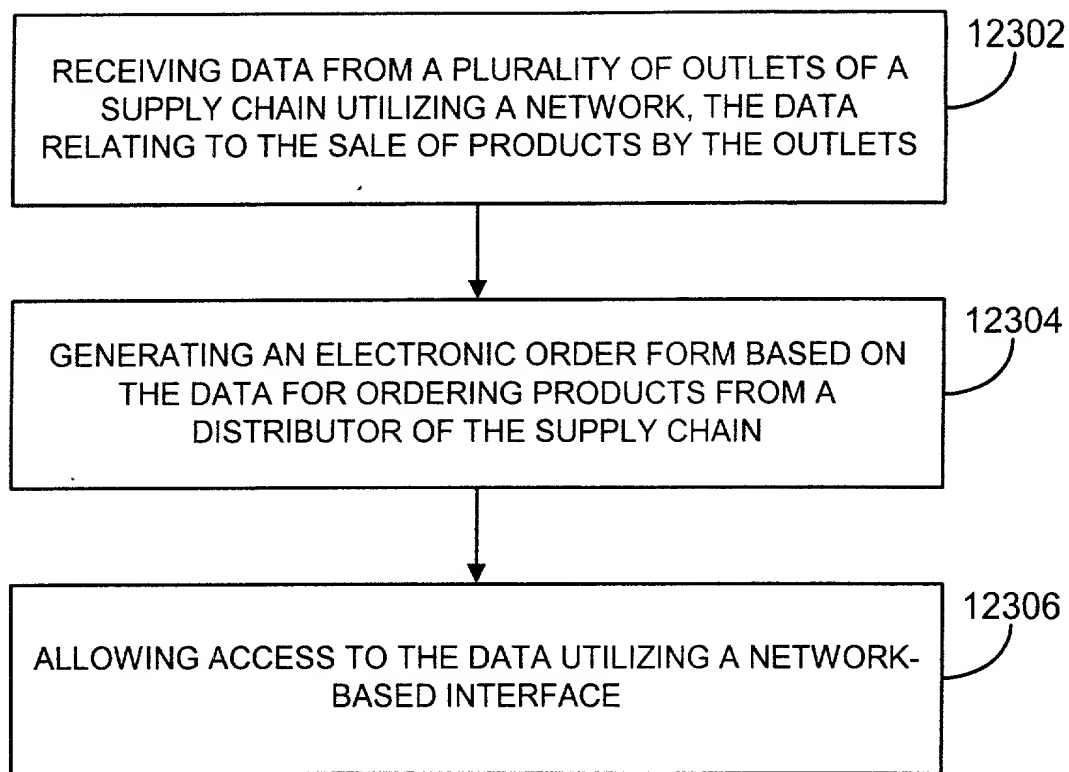 12302
RECEIVING DATA FROM A PLURALITY OF OUTLETS OF A
SUPPLY CHAIN UTILIZING A NETWORK, THE DATA
RELATING TO THE SALE OF PRODUCTS BY THE OUTLETS
12304
GENERATING AN ELECTRONIC ORDER FORM BASED ON
THE DATA FOR ORDERING PRODUCTS FROM A
DISTRIBUTOR OF THE SUPPLY CHAIN
12306
ALLOWING ACCESS TO THE DATA UTILIZING A NETWORK-
BASED INTERFACE